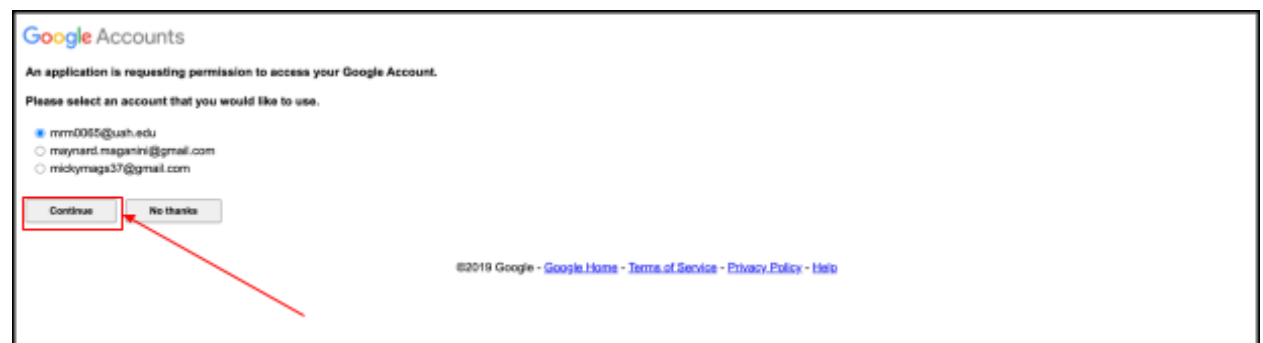 Google Accounts
An application is requesting permission to access your Google Account.
Please select an account that you would like to use.
mrm0065@uah.edu
maynard.maganini@gmail.com
mickymags37@gmail.com
Continue No thanks
©2019 Google - Google Home - Terms of Service - Privacy Policy - Help